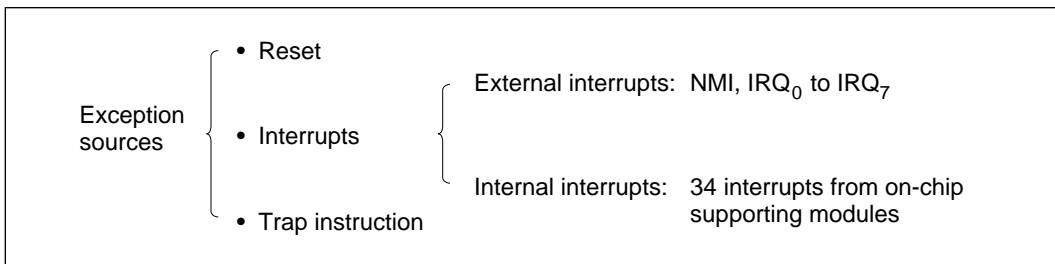 Exception
sources
• Reset
• Interrupts
• Trap instruction
External interrupts: NMI, IRQ0 to IRQ7
Internal interrupts: 34 interrupts from on-chip
supporting modules